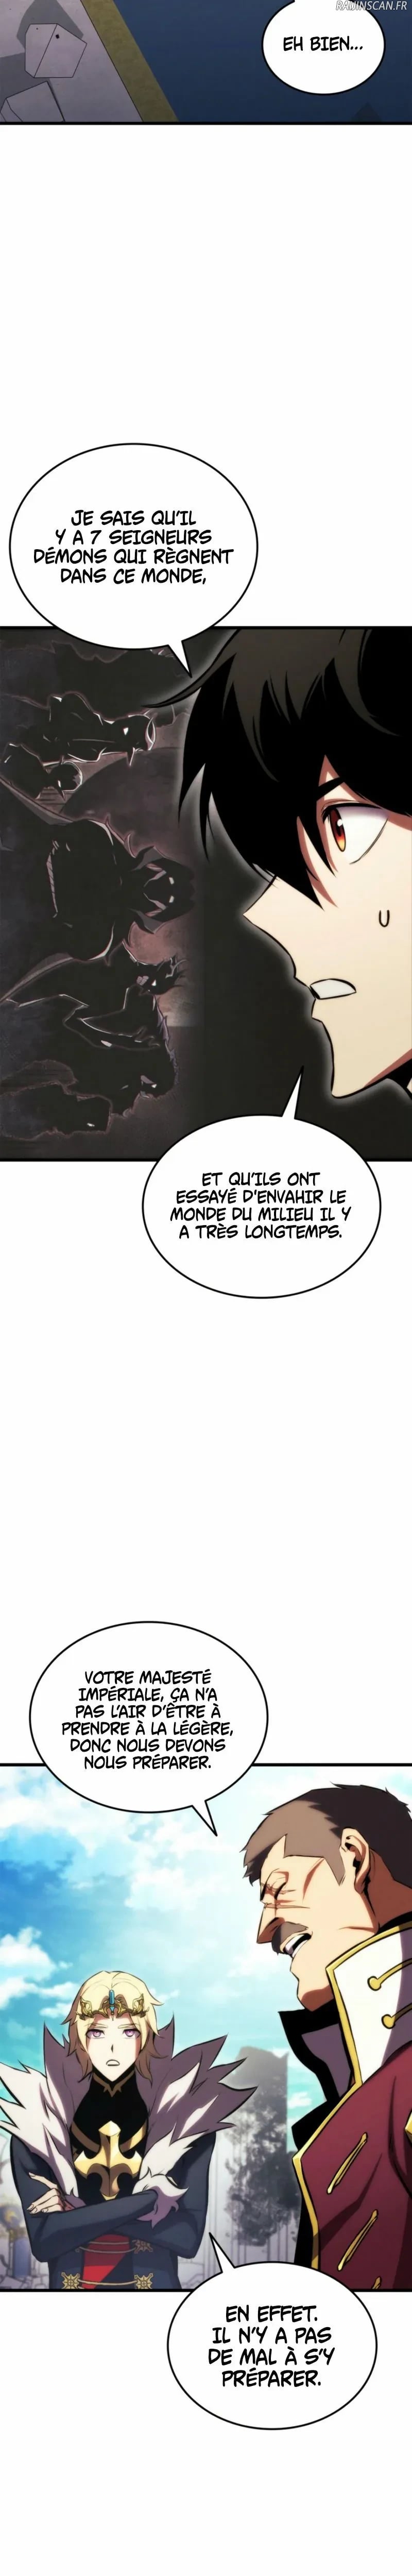 RAIJINSCAN.FR
EH BIEN...
JE SAIS QU'IL
Y A 7 SEIGNEURS
DÉMONS QUI RÈGNENT
DANS CE MONDE,
ET QU'ILS ONT
ESSAYÉ D'ENVAHIR LE
MONDE DU MILIEU IL Y
A TRÈS LONGTEMPS.
VOTRE MAJESTÉ
IMPÉRIALE, ÇA N'A
PAS L'AIR D'ÊTRE À
PRENDRE À LA LÉGÈRE,
DONC NOUS DEVONS
NOUS PRÉPARER.
EN EFFET.
IL N'Y A PAS
DE MAL À S'Y
PRÉPARER.